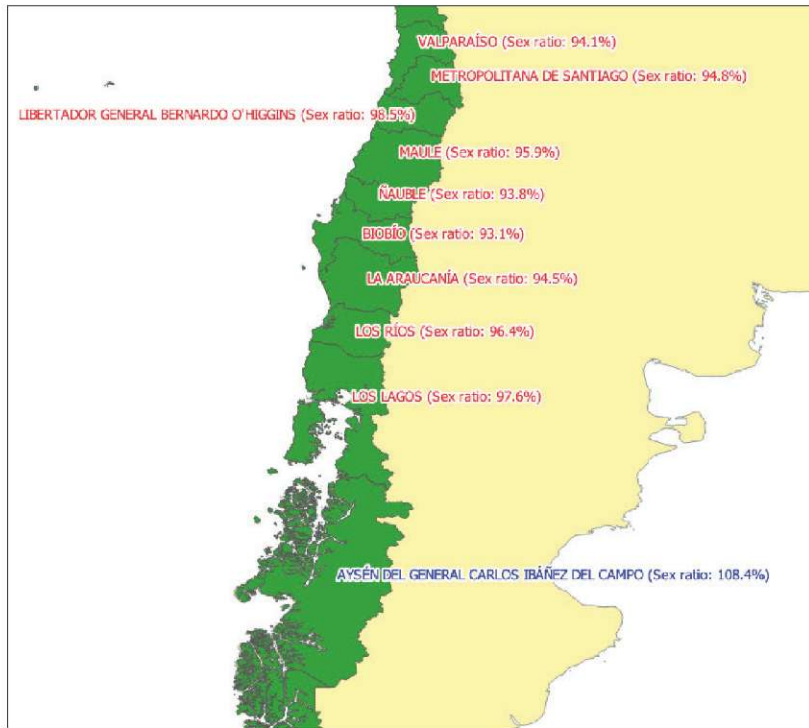 VALPARAÍSO (Sex ratio: 94.1%)
METROPOLITANA DE SANTIAGO (Sex ratio: 94.8%)
LIBERTADOR GENERAL BERNARDO O'HIGGINS (Sex ratio: 98.5%)
MAULE (Sex ratio: 95.9%)
ÑAUBLE (Sex ratio: 93.8%)
BIOBÍO (Sex ratio: 93.1%)
LA ARAUCANÍA (Sex ratio: 94.5%)
LOS RÍOS (Sex ratio: 96.4%)
LOS LAGOS (Sex ratio: 97.6%)
AYSÉN DEL GENERAL CARLOS IBÁÑEZ DEL CAMPO (Sex ratio: 108.4%)